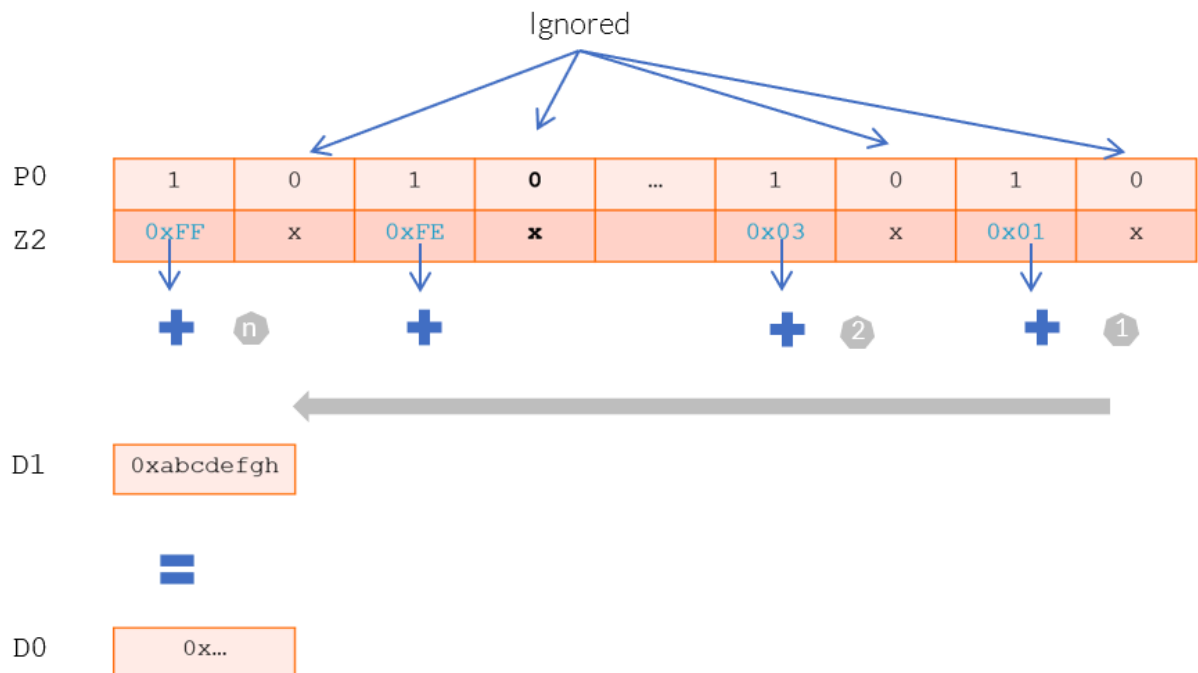 Ignored
P0 1 0 1 0 ... 1 0 1 0
Z2 0xFF x 0xFE x 0x03 x 0x01 x
n 2 1
D1 0xabcdefgh
D0 0x...